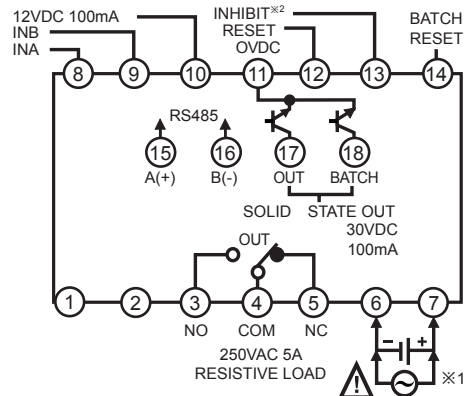 12VDC 100mA
INB
INA
INHIBIT※2
RESET
OVDC
BATCH
RESET
8 9 10 11 12 13 14
RS485
15 16 17 18
A(+) B(-) OUT BATCH
SOLID STATE OUT
30VDC
100mA
OUT
1 2 3 4 5 6 7
NO COM NC
- +
250VAC 5A
RESISTIVE LOAD
! ※1